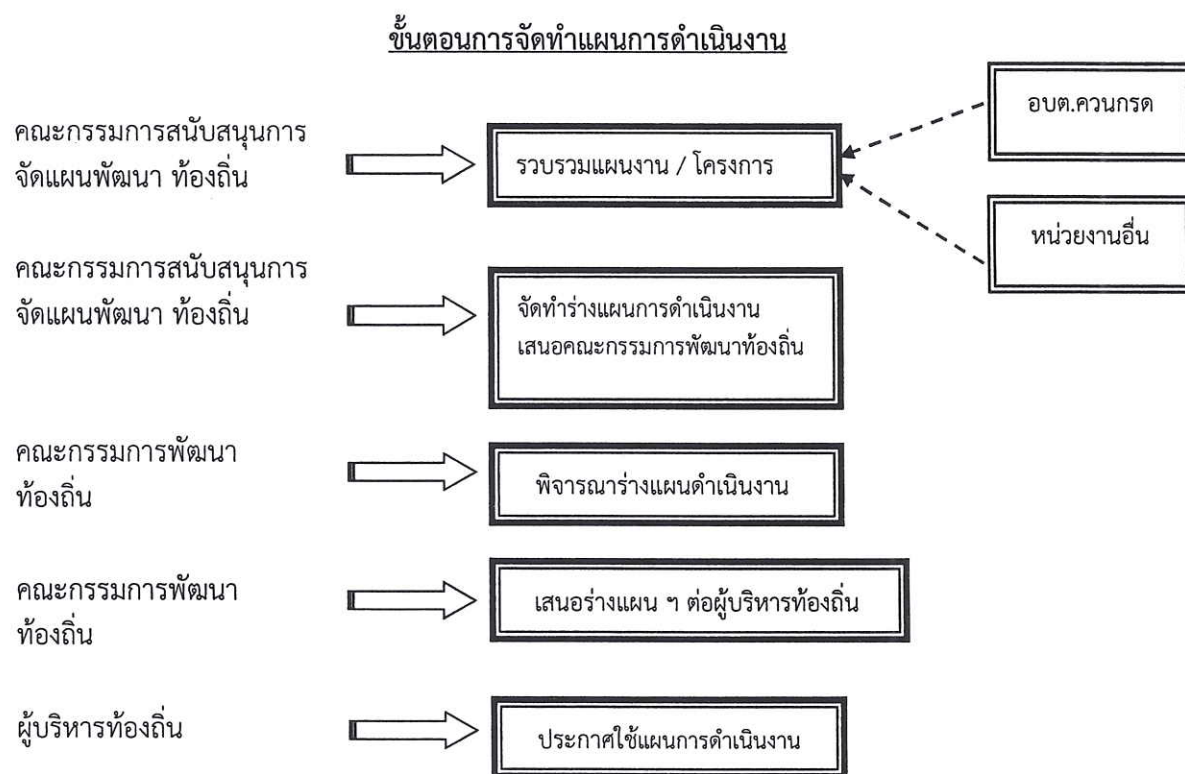 ขั้นตอนการจัดทำแผนการดำเนินงาน
อบต.ควนกรด
คณะกรรมการสนับสนุนการ
จัดแผนพัฒนา ท้องถิ่น
รวบรวมแผนงาน / โครงการ
หน่วยงานอื่น
คณะกรรมการสนับสนุนการ
จัดแผนพัฒนา ท้องถิ่น
จัดทำร่างแผนการดำเนินงาน
เสนอคณะกรรมการพัฒนาท้องถิ่น
คณะกรรมการพัฒนา
ท้องถิ่น
พิจารณาร่างแผนดำเนินงาน
คณะกรรมการพัฒนา
ท้องถิ่น
เสนอร่างแผน ฯ ต่อผู้บริหารท้องถิ่น
ผู้บริหารท้องถิ่น
ประกาศใช้แผนการดำเนินงาน